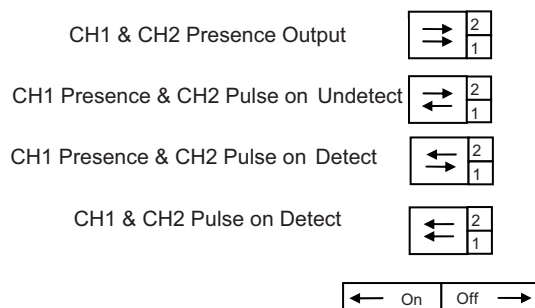 CH1 & CH2 Presence Output
2
1
CH1 Presence & CH2 Pulse on Undetect
2
1
CH1 Presence & CH2 Pulse on Detect
2
1
CH1 & CH2 Pulse on Detect
2
1
On Off